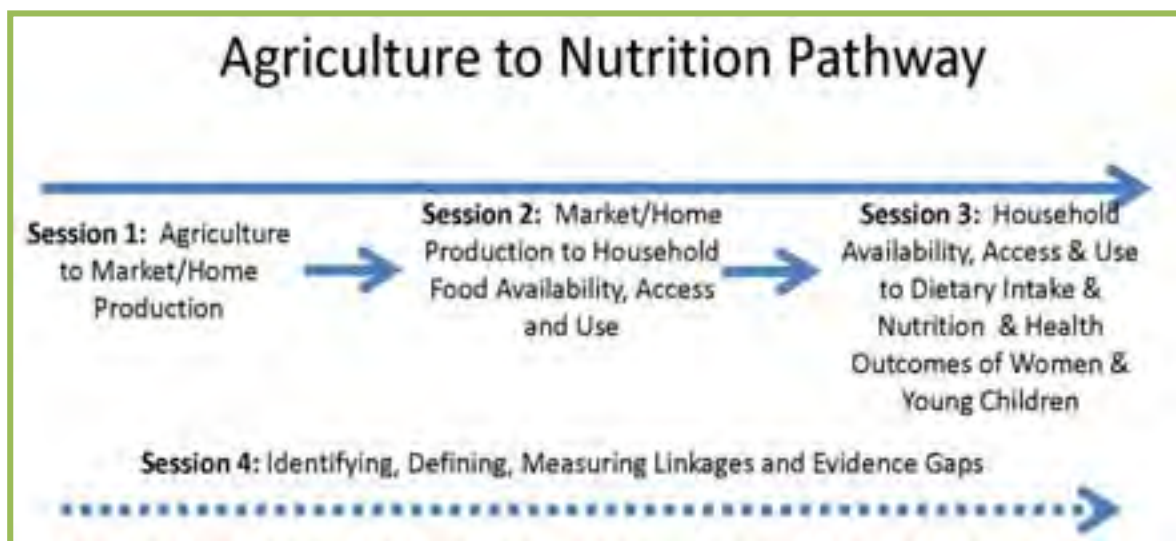 Agriculture to Nutrition Pathway
Session 1: Agriculture
to Market/Home
Production
Session 2: Market/Home
Production to Household
Food Availability, Access
and Use
Session 3: Household
Availability, Access & Use
to Dietary Intake &
Nutrition & Health
Outcomes of Women &
Young Children
Session 4: Identifying, Defining, Measuring Linkages and Evidence Gaps